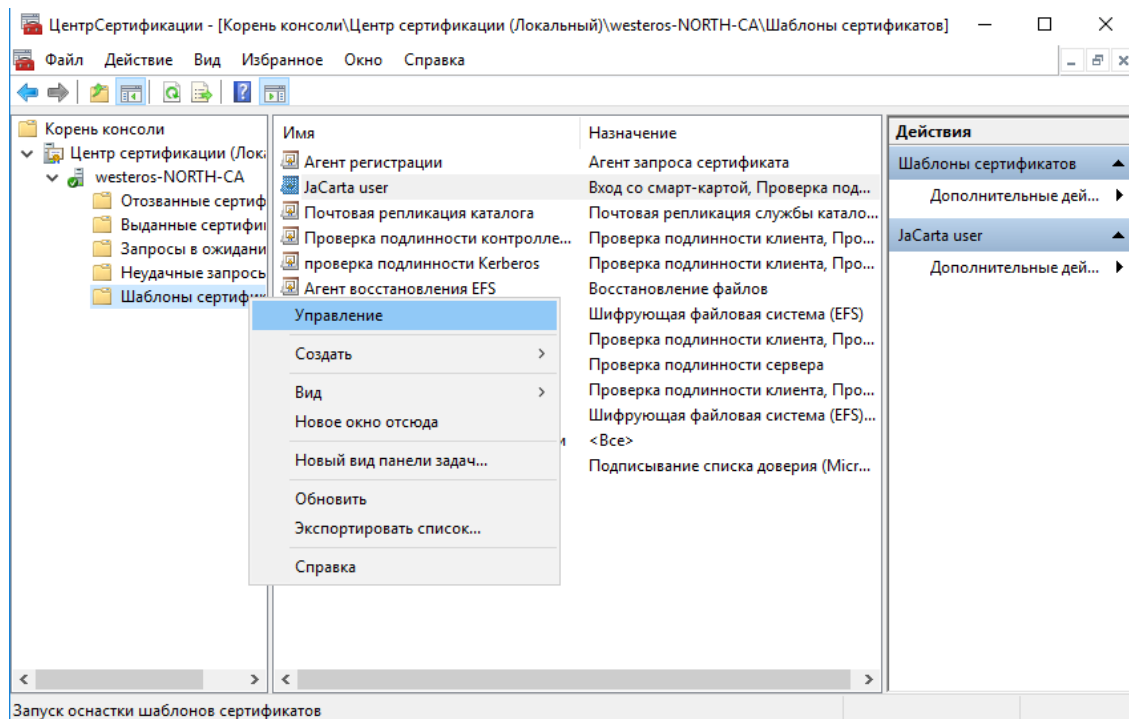 ЦентрСертификации - [Корень консоли\Центр сертификации (Локальный)\westeros-NORTH-CA\Шаблоны сертификатов]
Файл Действие Вид Избранное Окно Справка
Корень консоли
Центр сертификации (Лок
westeros-NORTH-CA
Отозванные сертиф
Выданные сертифи
Запросы в ожидани
Неудачные запрось
Шаблоны сертифик
Имя Назначение
Агент регистрации Агент запроса сертификата
JaCarta user Вход со смарт-картой, Проверка под...
Почтовая репликация каталога Почтовая репликация службы катало...
Проверка подлинности контролле... Проверка подлинности клиента, Про...
проверка подлинности Kerberos Проверка подлинности клиента, Про...
Агент восстановления EFS Восстановление файлов
Шифрующая файловая система (EFS)
Проверка подлинности клиента, Про...
Проверка подлинности сервера
Проверка подлинности клиента, Про...
Шифрующая файловая система (EFS)...
и <Все>
Подписывание списка доверия (Micr...
Управление
Создать
Вид
Новое окно отсюда
Новый вид панели задач...
Обновить
Экспортировать список...
Справка
Действия
Шаблоны сертификатов
Дополнительные дей...
JaCarta user
Дополнительные дей...
Запуск оснастки шаблонов сертификатов